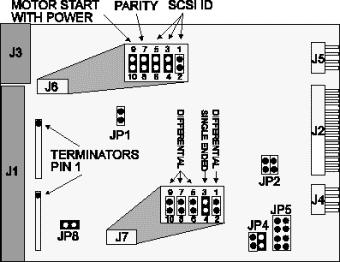 MOTOR START
WITH POWER
PARITY
SCSI ID
9 7 5 3 1
10 8 6 4 2
J3
J6
J5
JP1
DIFFERENTIAL
SINGLE ENDED
DIFFERENTIAL
J1
TERMINATORS
PIN 1
J2
JP2
9 7 5 3 1
10 8 6 4 2
J4
JP8
J7
JP4
JP5